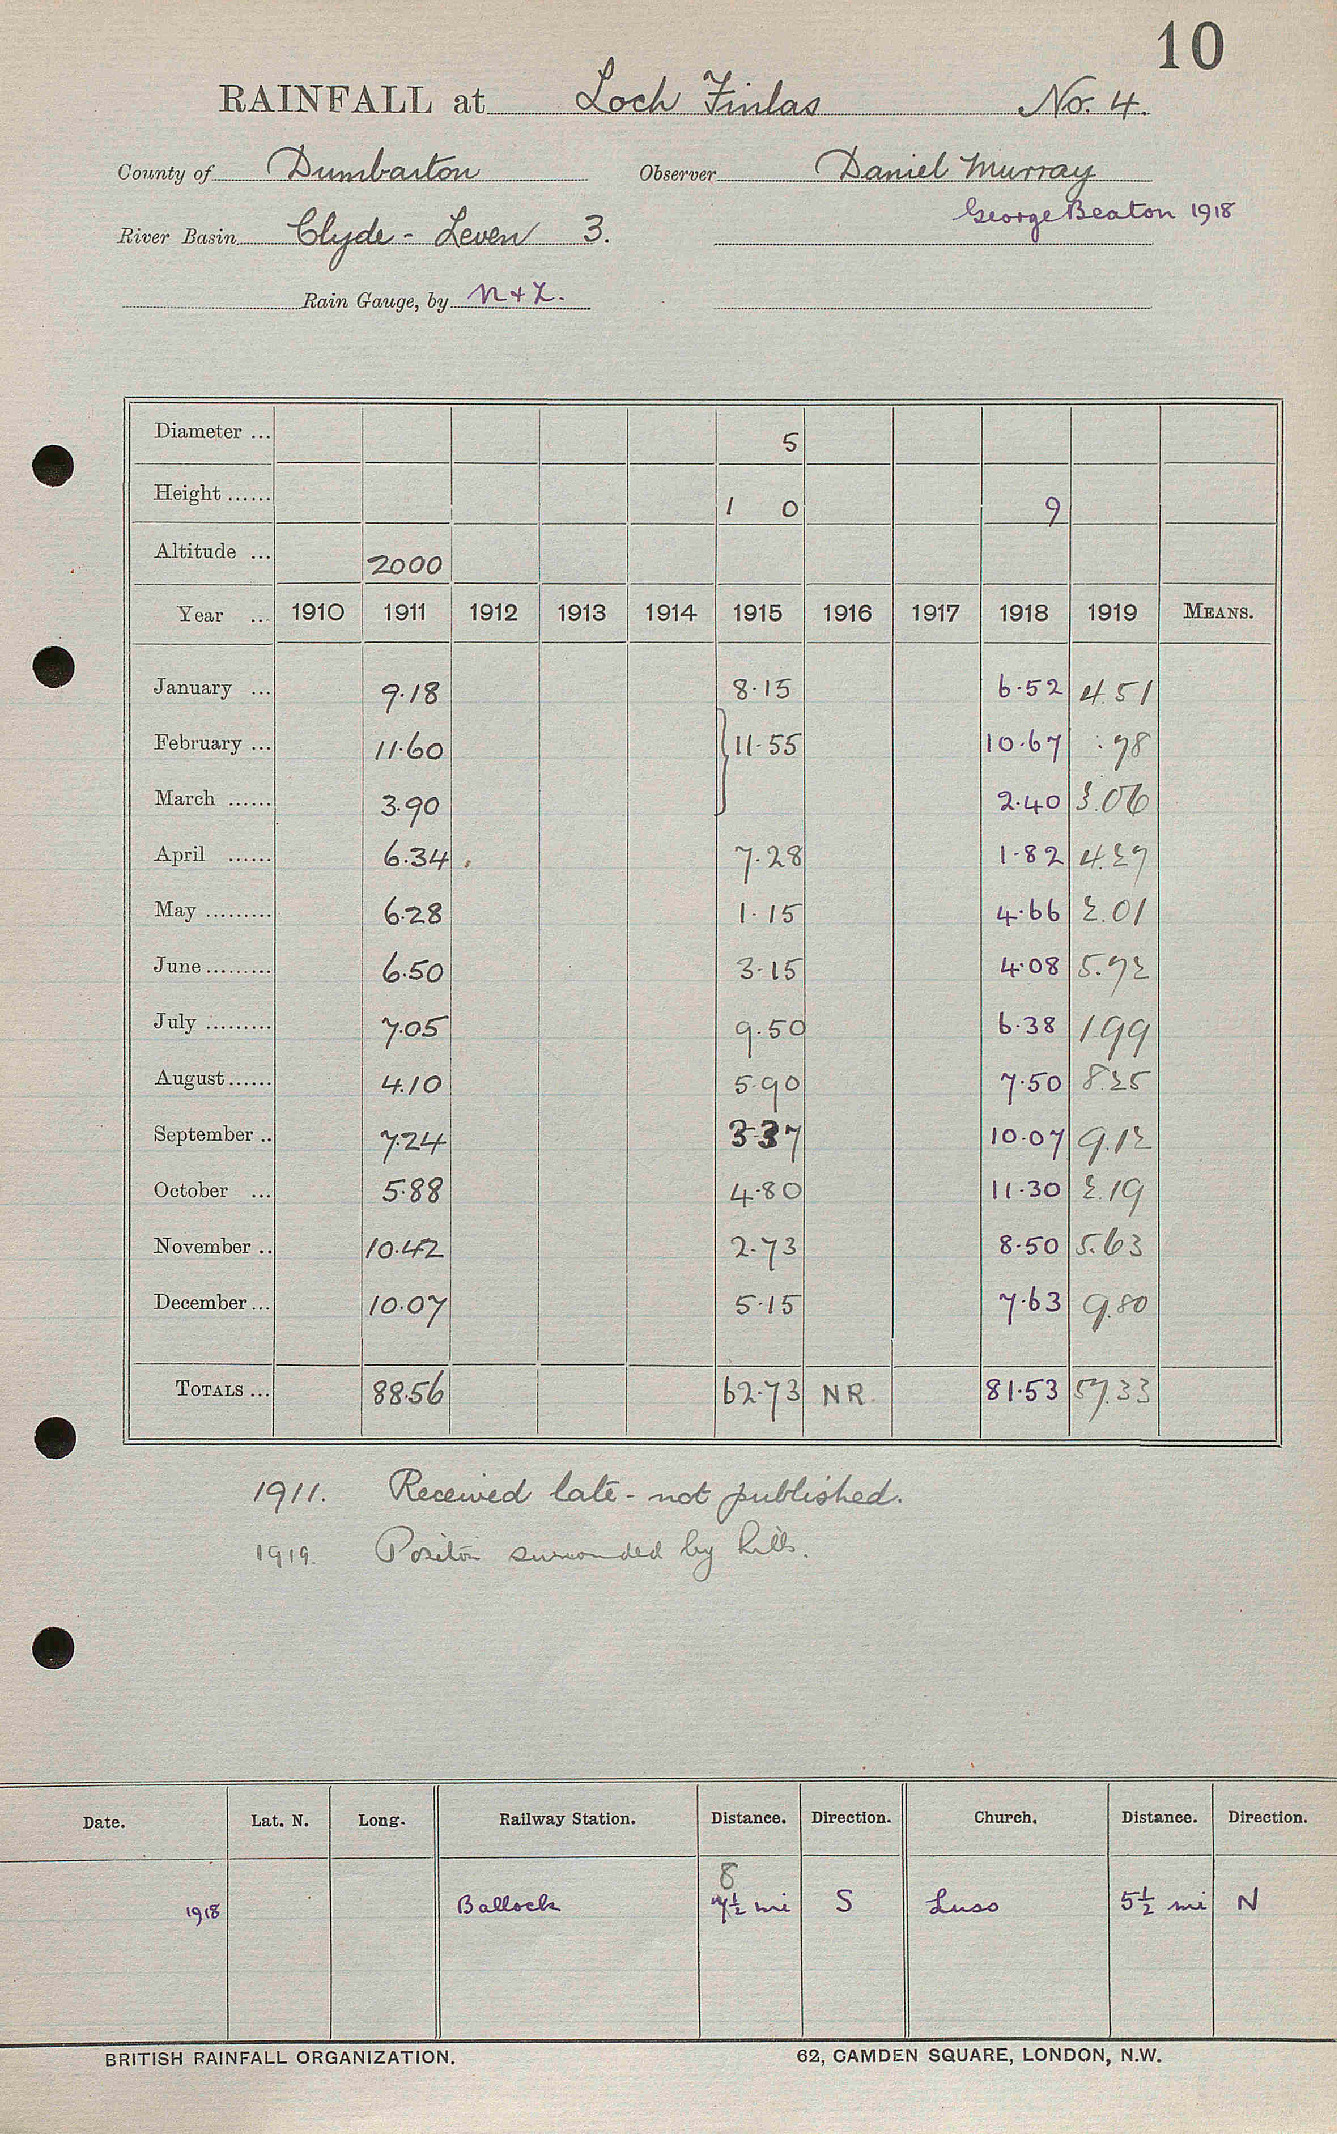 10
RAINFALL at Loch Finlas No. 4.
County of Dumbarton Observer Daniel Murray
George Beaton 1918
River Basin Clyde - Leven 3.
Rain Gauge, by N + Z.
Diameter ... 5
Height ...... 1 0 9
Altitude ... 2000
Year ... 1910 1911 1912 1913 1914 1915 1916 1917 1918 1919 MEANS.
January ... 9.18 8.15 6.52 4.51
February ... 11.60 11.55 10.67 .78
March ...... 3.90 2.40 3.06
April ...... 6.34 7.28 1.82 4.27
May ......... 6.28 1.15 4.66 2.01
June ......... 6.50 3.15 4.08 5.72
July ......... 7.05 9.50 6.38 1 99
August ...... 4.10 5.90 7.50 8.25
September .. 7.24 3.37 10.07 9.12
October ... 5.88 4.80 11.30 2.19
November .. 10.42 2.73 8.50 5.63
December ... 10.07 5.15 7.63 9.80
TOTALS ... 88.56 62.73 NR. 81.53 57.33
1911. Received late - not published.
1919. Position surrounded by hills.
Date. Lat. N. Long. Railway Station. Distance. Direction. Church. Distance. Direction.
8
1918 Balloch 7½ mi S Luss 5½ mi N
BRITISH RAINFALL ORGANIZATION. 62, CAMDEN SQUARE, LONDON, N.W.